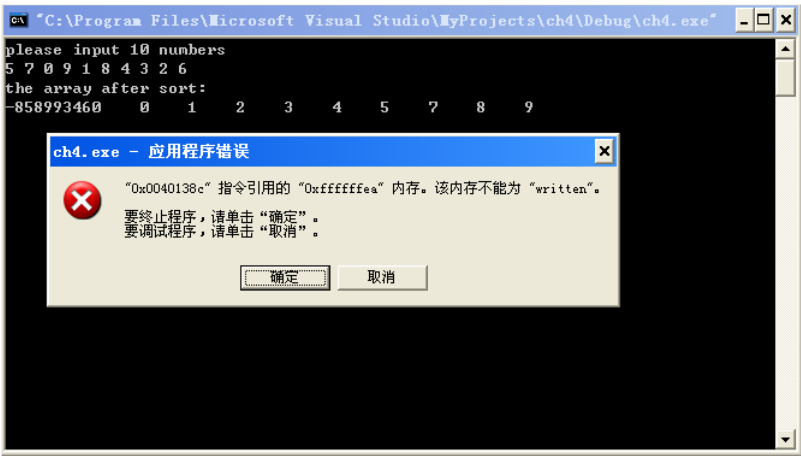 "C:\Program Files\Microsoft Visual Studio\MyProjects\ch4\Debug\ch4.exe"
please input 10 numbers
5 7 0 9 1 8 4 3 2 6
the array after sort:
-858993460 0 1 2 3 4 5 7 8 9
ch4.exe - 应用程序错误
"0x0040138c" 指令引用的 "0xffffffea" 内存。该内存不能为 "written"。
要终止程序，请单击“确定”。
要调试程序，请单击“取消”。
确定 取消